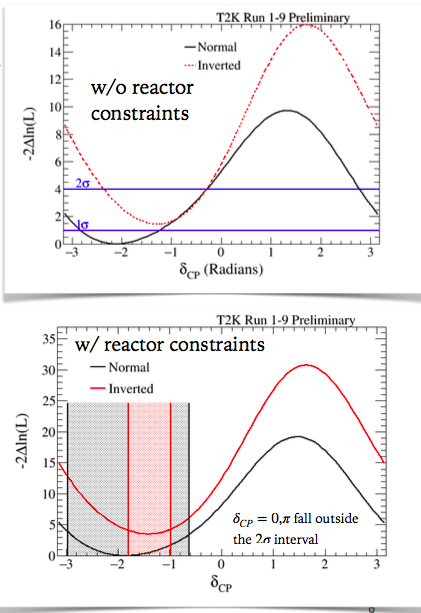 T2K Run 1-9 Preliminary
16
14
12
10
8
6
4
2
0
-2Δln(L)
Normal
Inverted
w/o reactor
constraints
2σ
1σ
−3 −2 −1 0 1 2 3
δCP (Radians)
T2K Run 1-9 Preliminary
35
30
25
20
15
10
5
0
-2Δln(L)
w/ reactor constraints
Normal
Inverted
δCP = 0,π fall outside
the 2σ interval
−3 −2 −1 0 1 2 3
δCP